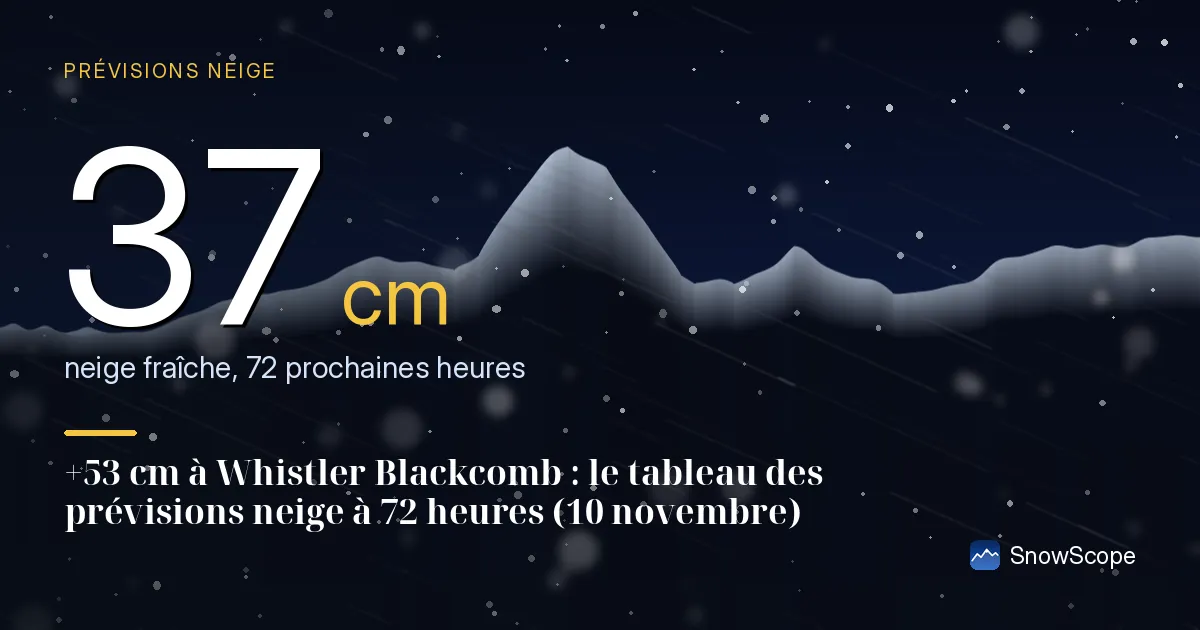 PRÉVISIONS NEIGE
37 cm
neige fraîche, 72 prochaines heures
+53 cm à Whistler Blackcomb : le tableau des
prévisions neige à 72 heures (10 novembre)
SnowScope